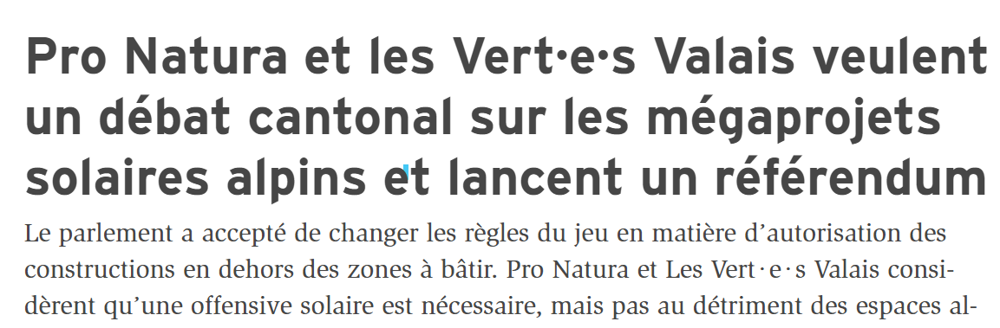 Pro Natura et les Vert·e·s Valais veulent
un débat cantonal sur les mégaprojets
solaires alpins et lancent un référendum
Le parlement a accepté de changer les règles du jeu en matière d’autorisation des
constructions en dehors des zones à bâtir. Pro Natura et Les Vert·e·s Valais consi-
dèrent qu’une offensive solaire est nécessaire, mais pas au détriment des espaces al-